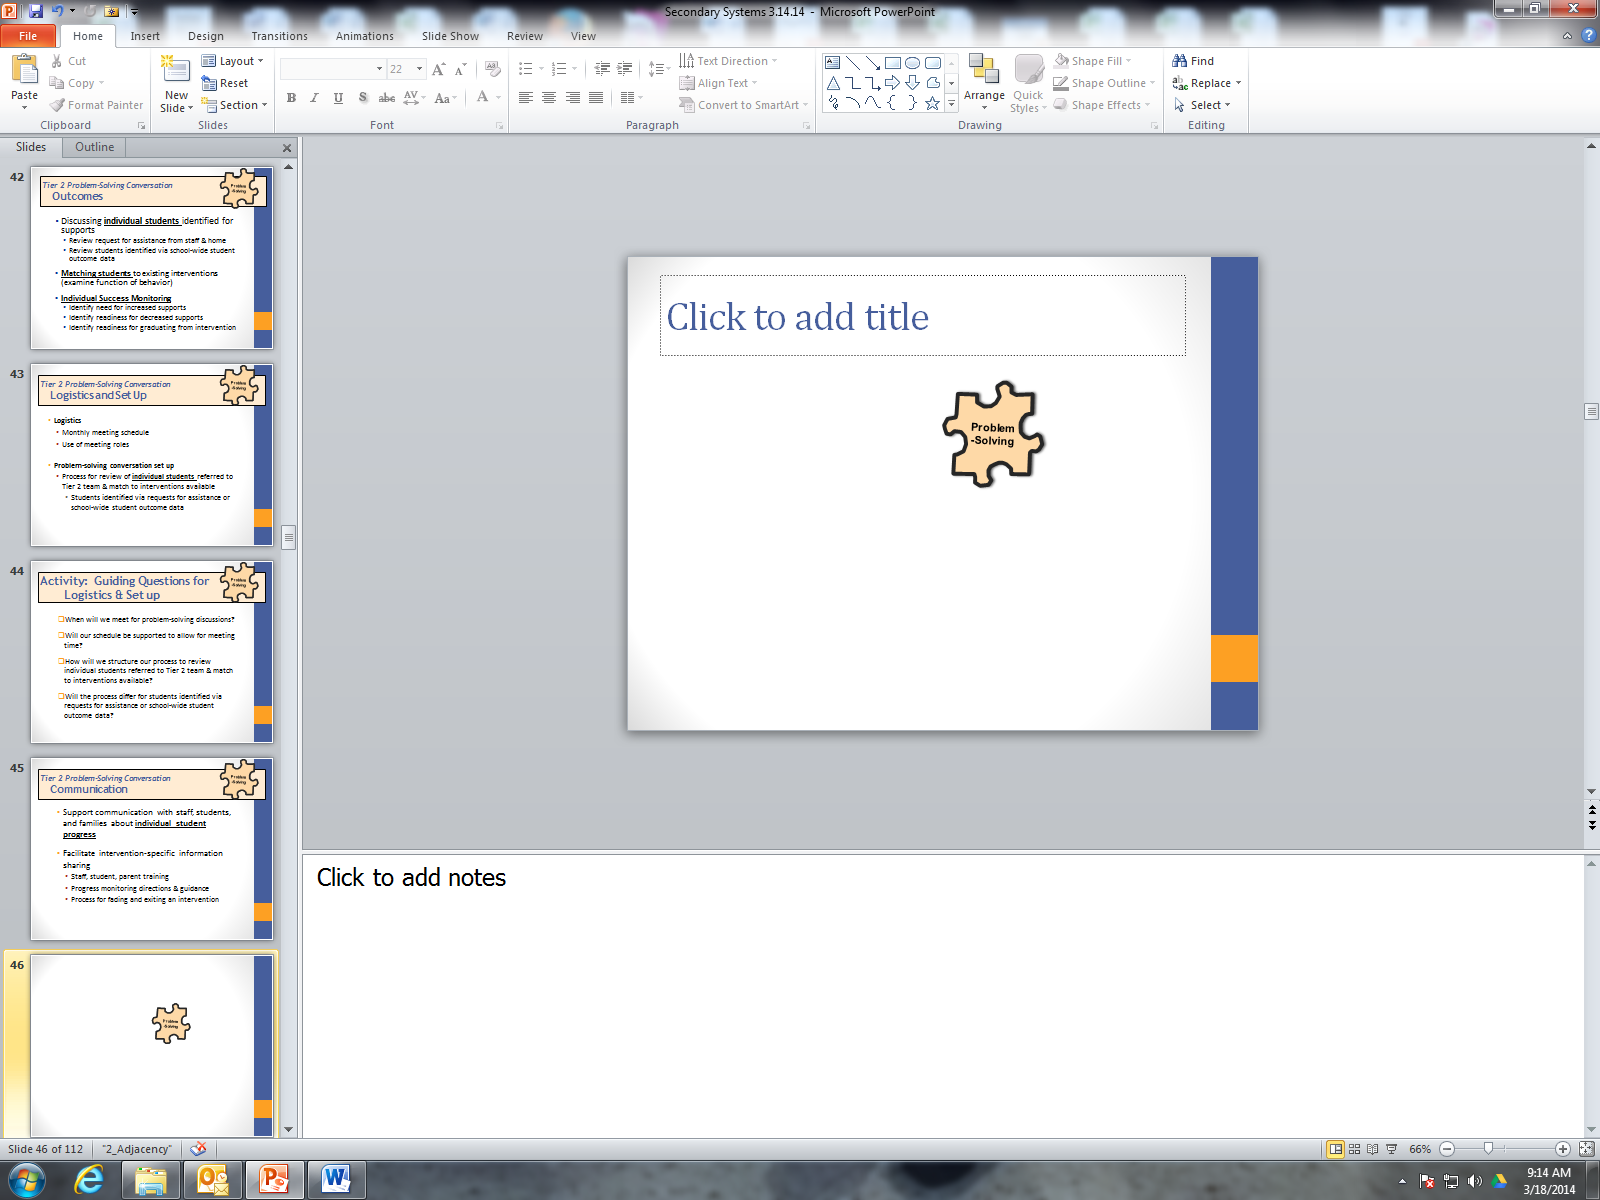 Secondary Systems 3.14.14 - Microsoft PowerPoint
File Home Insert Design Transitions Animations Slide Show Review View
Paste
Cut
Copy
Format Painter
Clipboard
New Slide
Layout
Reset
Section
Slides
22
Font
Text Direction
Align Text
Convert to SmartArt
Paragraph
Arrange
Quick Styles
Shape Fill
Shape Outline
Shape Effects
Drawing
Find
Replace
Select
Editing
Slides Outline
42
Tier 2 Problem-Solving Conversation
Outcomes
Problem
-Solving
• Discussing individual students identified for
supports
• Review request for assistance from staff & home
• Review students identified via school-wide student
outcome data
• Matching students to existing interventions
(examine function of behavior)
• Individual Success Monitoring
• Identify need for increased supports
• Identify readiness for decreased supports
• Identify readiness for graduating from intervention
43
Tier 2 Problem-Solving Conversation
Logistics and Set Up
Problem
-Solving
• Logistics
• Monthly meeting schedule
• Use of meeting roles
• Problem-solving conversation set up
• Process for review of individual students referred to
Tier 2 team & match to interventions available
• Students identified via requests for assistance or
school-wide student outcome data
44
Activity: Guiding Questions for
Logistics & Set up
Problem
-Solving
❑When will we meet for problem-solving discussions?
❑Will our schedule be supported to allow for meeting
time?
❑How will we structure our process to review
individual students referred to Tier 2 team & match
to interventions available?
❑Will the process differ for students identified via
requests for assistance or school-wide student
outcome data?
45
Tier 2 Problem-Solving Conversation
Communication
Problem
-Solving
• Support communication with staff, students,
and families about individual student
progress
• Facilitate intervention-specific information
sharing
• Staff, student, parent training
• Progress monitoring directions & guidance
• Process for fading and exiting an intervention
46
Problem
-Solving
Click to add title
Problem
-Solving
Click to add notes
Slide 46 of 112 "2_Adjacency" 66%
9:14 AM
3/18/2014